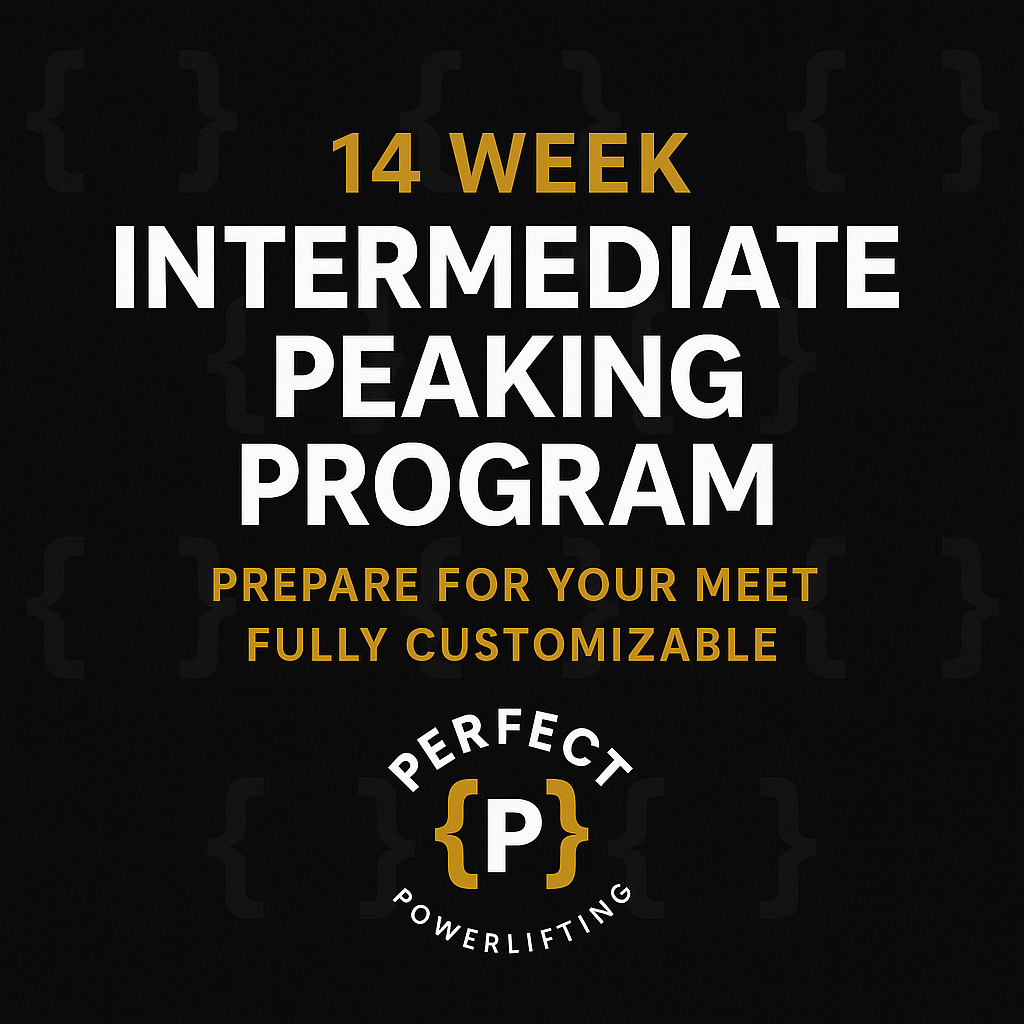 14 WEEK
INTERMEDIATE
PEAKING
PROGRAM
PREPARE FOR YOUR MEET
FULLY CUSTOMIZABLE
PERFECT
{P}
POWERLIFTING